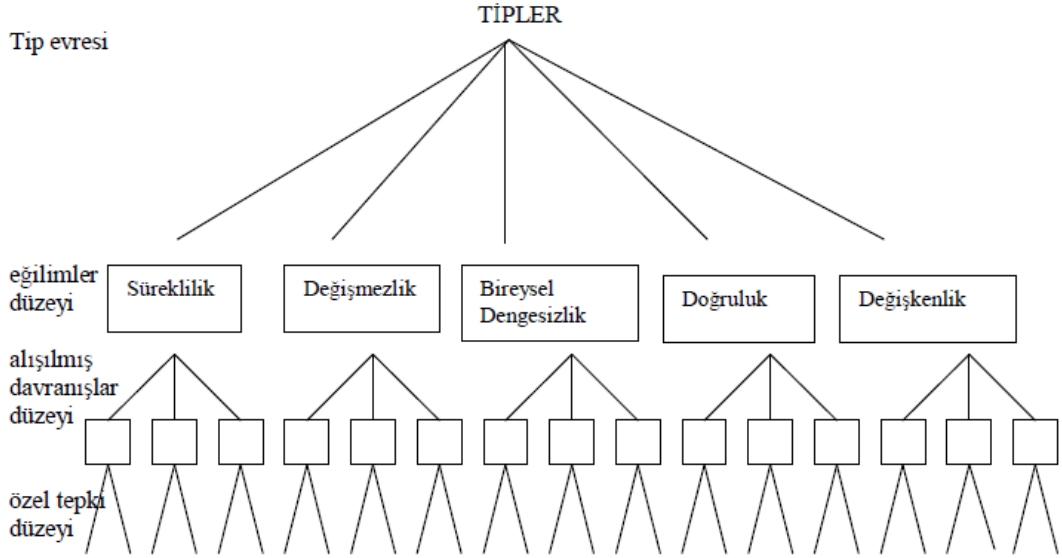 TİPLER
Tip evresi
eğilimler
düzeyi
Süreklilik
Değişmezlik
Bireysel
Dengesizlik
Doğruluk
Değişkenlik
alışılmış
davranışlar
düzeyi
özel tepki
düzeyi